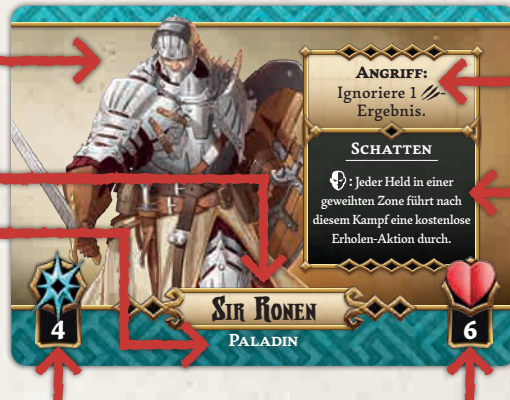 ANGRIFF:
Ignoriere 1 -
Ergebnis.
SCHATTEN
: Jeder Held in einer
geweihten Zone führt nach
diesem Kampf eine kostenlose
Erholen-Aktion durch.
4
SIR RONEN
6
PALADIN